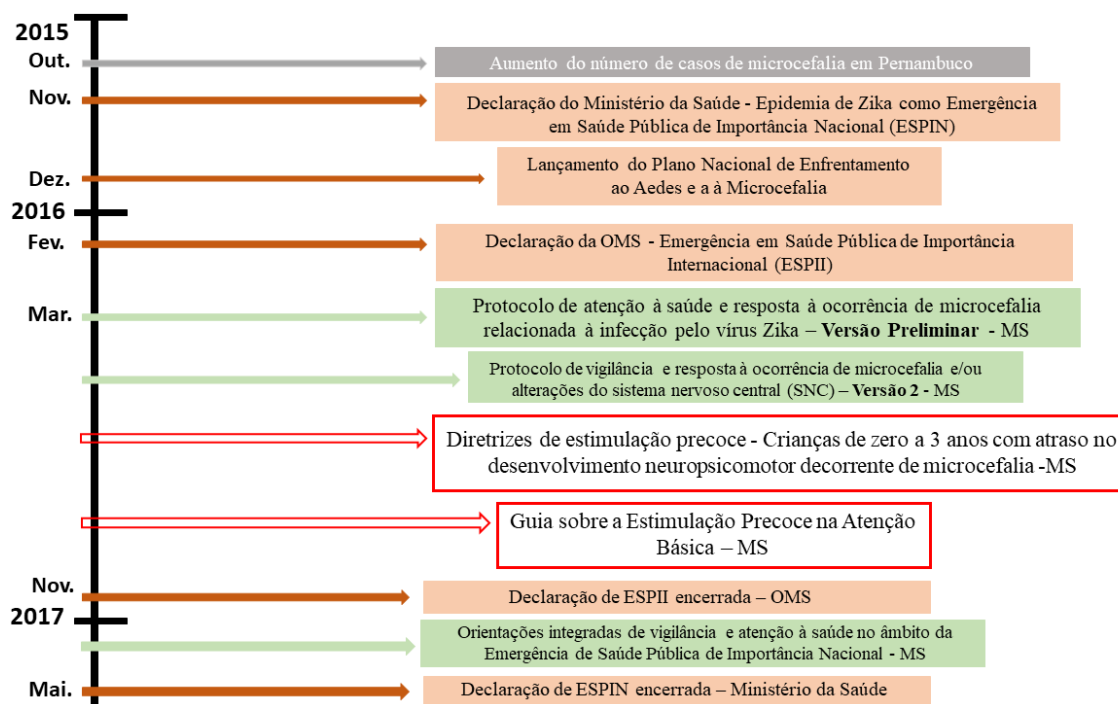 2015
Out.
Aumento do número de casos de microcefalia em Pernambuco
Nov.
Declaração do Ministério da Saúde - Epidemia de Zika como Emergência
em Saúde Pública de Importância Nacional (ESPIN)
Dez.
Lançamento do Plano Nacional de Enfrentamento
ao Aedes e a à Microcefalia
2016
Fev.
Declaração da OMS - Emergência em Saúde Pública de Importância
Internacional (ESPII)
Mar.
Protocolo de atenção à saúde e resposta à ocorrência de microcefalia
relacionada à infecção pelo vírus Zika – Versão Preliminar - MS
Protocolo de vigilância e resposta à ocorrência de microcefalia e/ou
alterações do sistema nervoso central (SNC) – Versão 2 - MS
Diretrizes de estimulação precoce - Crianças de zero a 3 anos com atraso no
desenvolvimento neuropsicomotor decorrente de microcefalia -MS
Guia sobre a Estimulação Precoce na Atenção
Básica – MS
Nov.
Declaração de ESPII encerrada – OMS
2017
Orientações integradas de vigilância e atenção à saúde no âmbito da
Emergência de Saúde Pública de Importância Nacional - MS
Mai.
Declaração de ESPIN encerrada – Ministério da Saúde